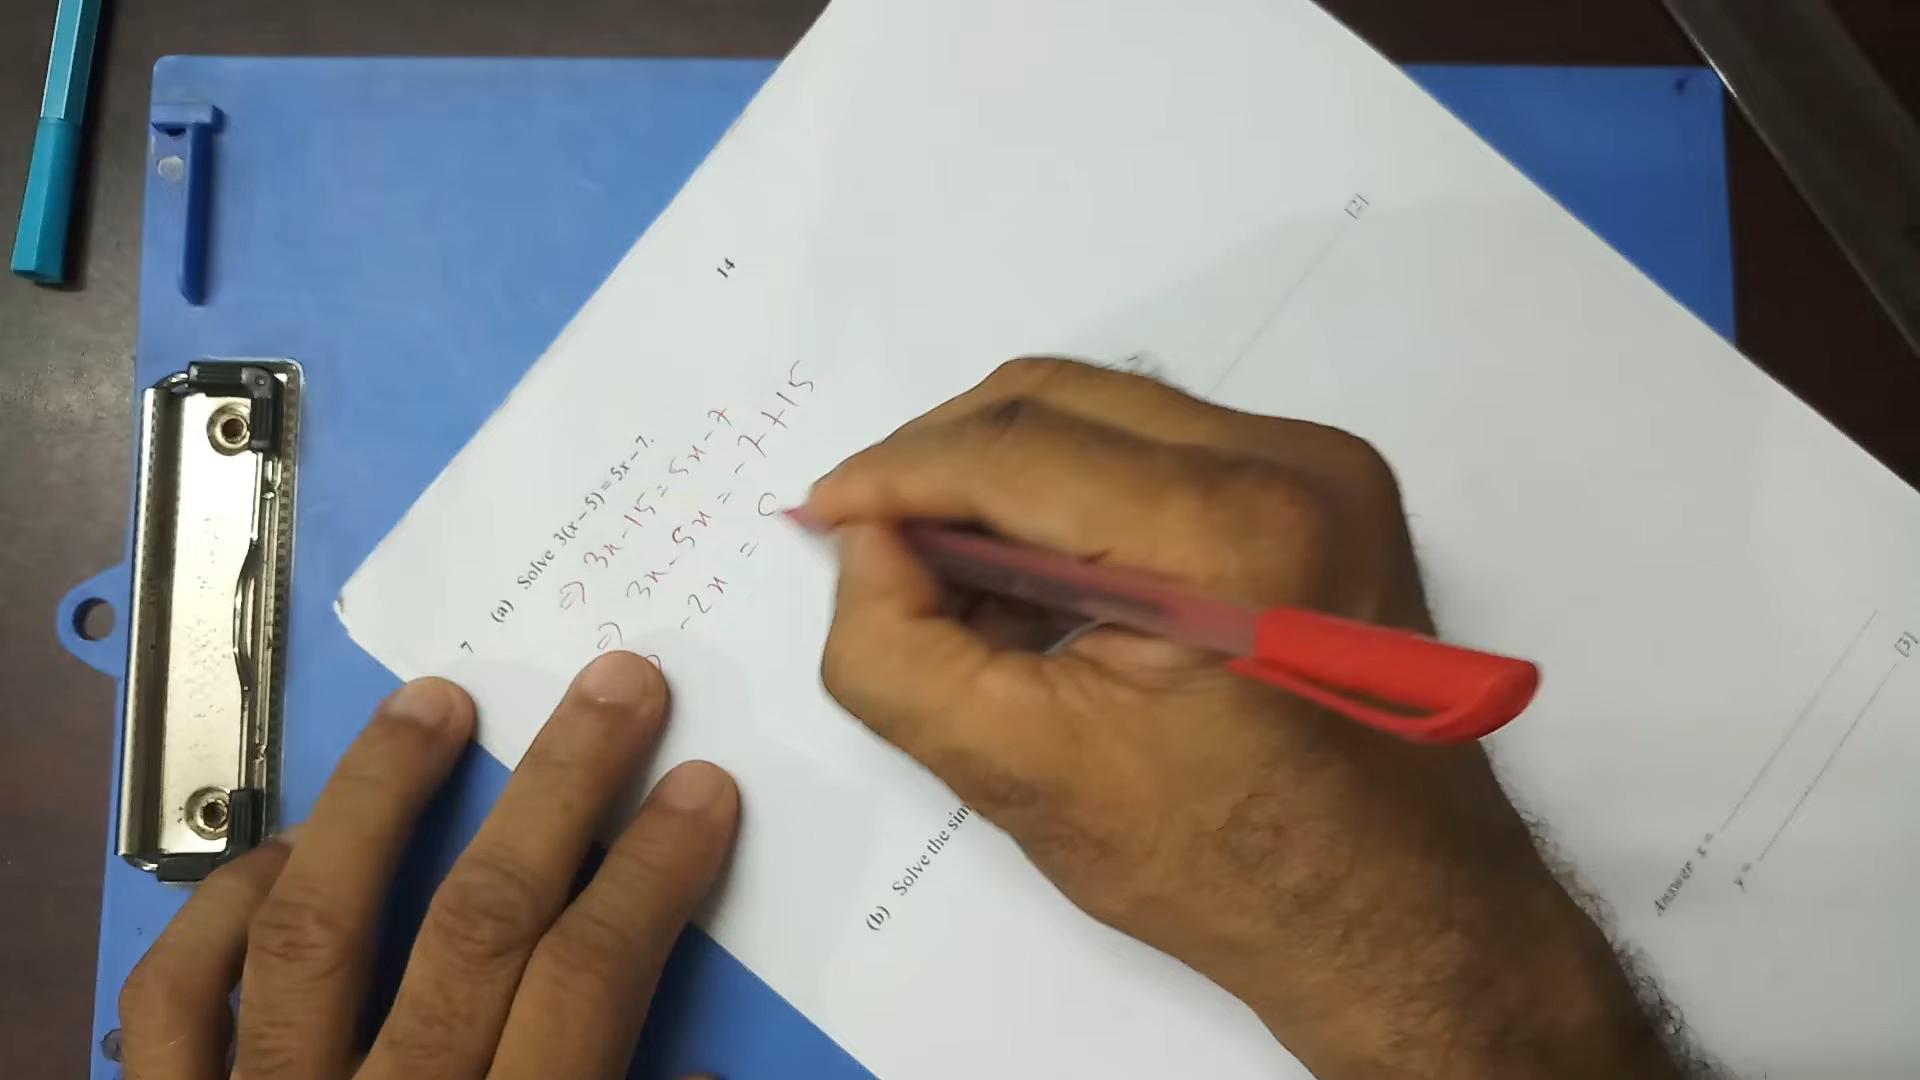 14
7 (a) Solve 3(x – 5) = 5x – 7.
⇒ 3x – 15 = 5x – 7
⇒ 3x – 5x = –7 + 15
–2x =
[2]
(b) Solve the
Answer x =
y =
[3]